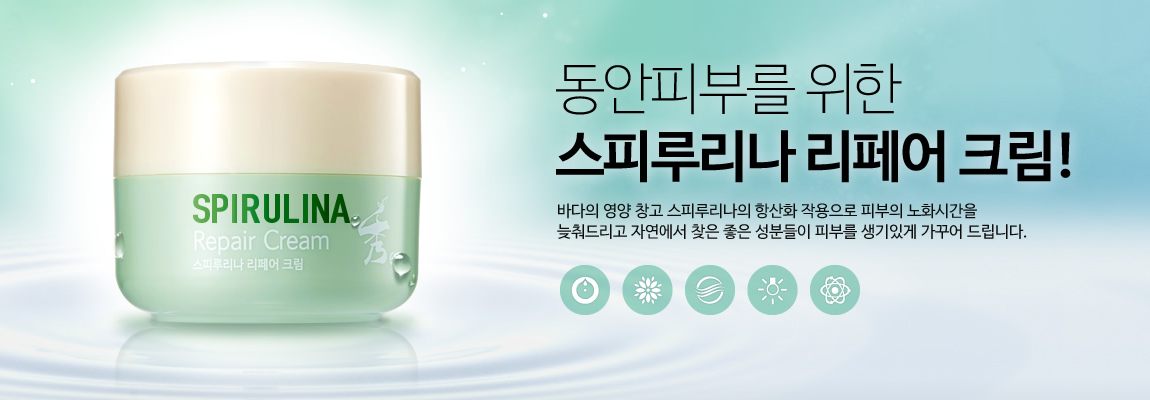 동안피부를 위한
스피루리나 리페어 크림!
바다의 영양 창고 스피루리나의 항산화 작용으로 피부의 노화시간을
늦춰드리고 자연에서 찾은 좋은 성분들이 피부를 생기있게 가꾸어 드립니다.
SPIRULINA
秀
Repair Cream
스피루리나 리페어 크림